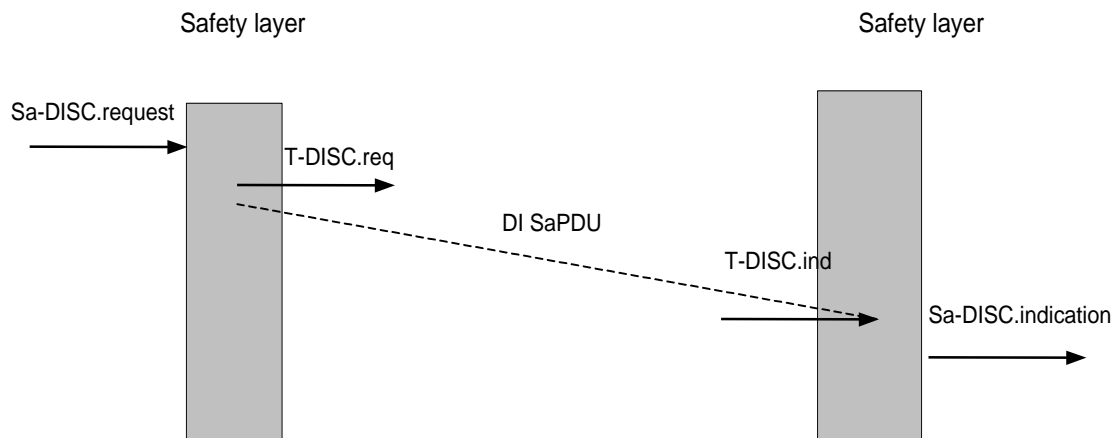 Safety layer
Safety layer
Sa-DISC.request
T-DISC.req
DI SaPDU
T-DISC.ind
Sa-DISC.indication